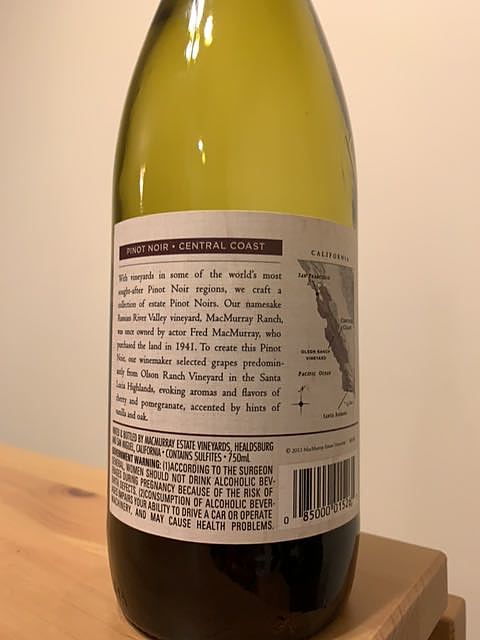 PINOT NOIR • CENTRAL COAST
With vineyards in some of the world's most
sought-after Pinot Noir regions, we craft a
collection of estate Pinot Noirs. Our namesake
Russian River Valley vineyard, MacMurray Ranch,
was once owned by actor Fred MacMurray, who
purchased the land in 1941. To create this Pinot
Noir, our winemaker selected grapes predomin-
antly from Olson Ranch Vineyard in the Santa
Lucia Highlands, evoking aromas and flavors of
cherry and pomegranate, accented by hints of
vanilla and oak.
CALIFORNIA
SAN FRANCISCO
Central
Coast
OLSON RANCH
VINEYARD
Pacific Ocean
Santa Barbara
& BOTTLED BY MACMURRAY ESTATE VINEYARDS, HEALDSBURG
AND SAN MIGUEL, CALIFORNIA • CONTAINS SULFITES • 750mL
GOVERNMENT WARNING: (1)ACCORDING TO THE SURGEON
GENERAL, WOMEN SHOULD NOT DRINK ALCOHOLIC BEV-
ERAGES DURING PREGNANCY BECAUSE OF THE RISK OF
BIRTH DEFECTS. (2)CONSUMPTION OF ALCOHOLIC BEVER-
AGES IMPAIRS YOUR ABILITY TO DRIVE A CAR OR OPERATE
MACHINERY, AND MAY CAUSE HEALTH PROBLEMS.
© 2013 MacMurray Estate Vineyards
0 85000 01526